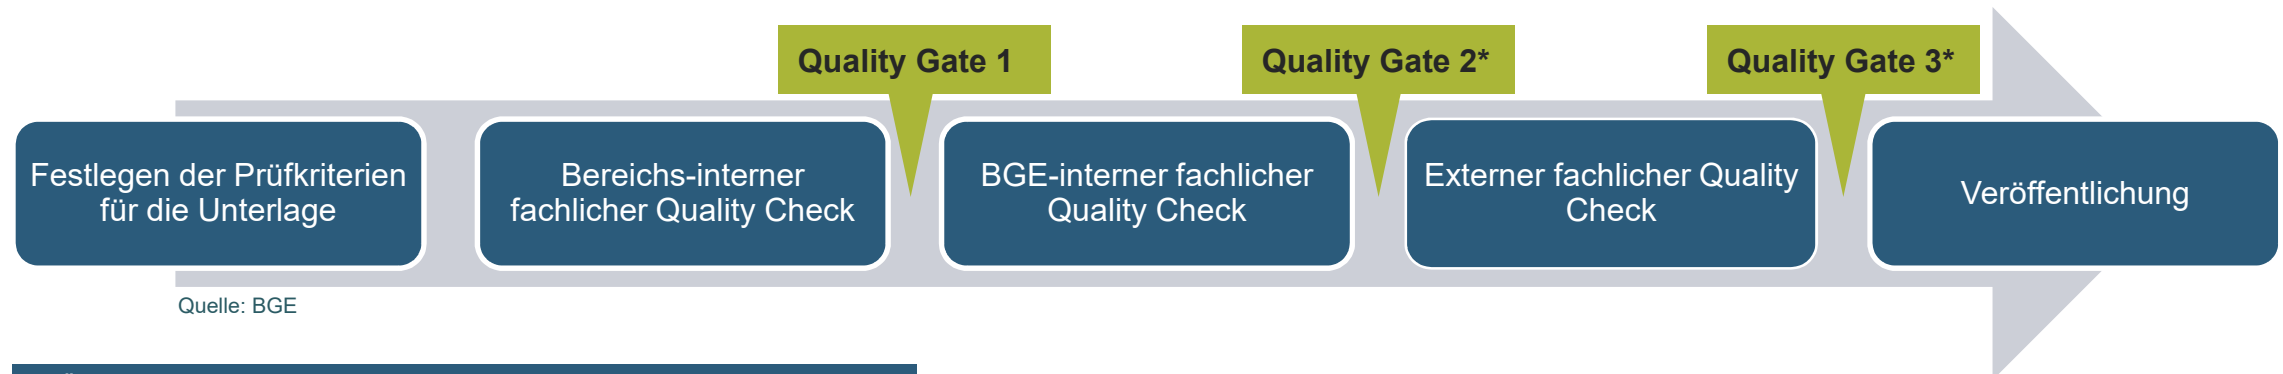 Quality Gate 1
Quality Gate 2*
Quality Gate 3*
Festlegen der Prüfkriterien
für die Unterlage
Bereichs-interner
fachlicher Quality Check
BGE-interner fachlicher
Quality Check
Externer fachlicher Quality
Check
Veröffentlichung
Quelle: BGE